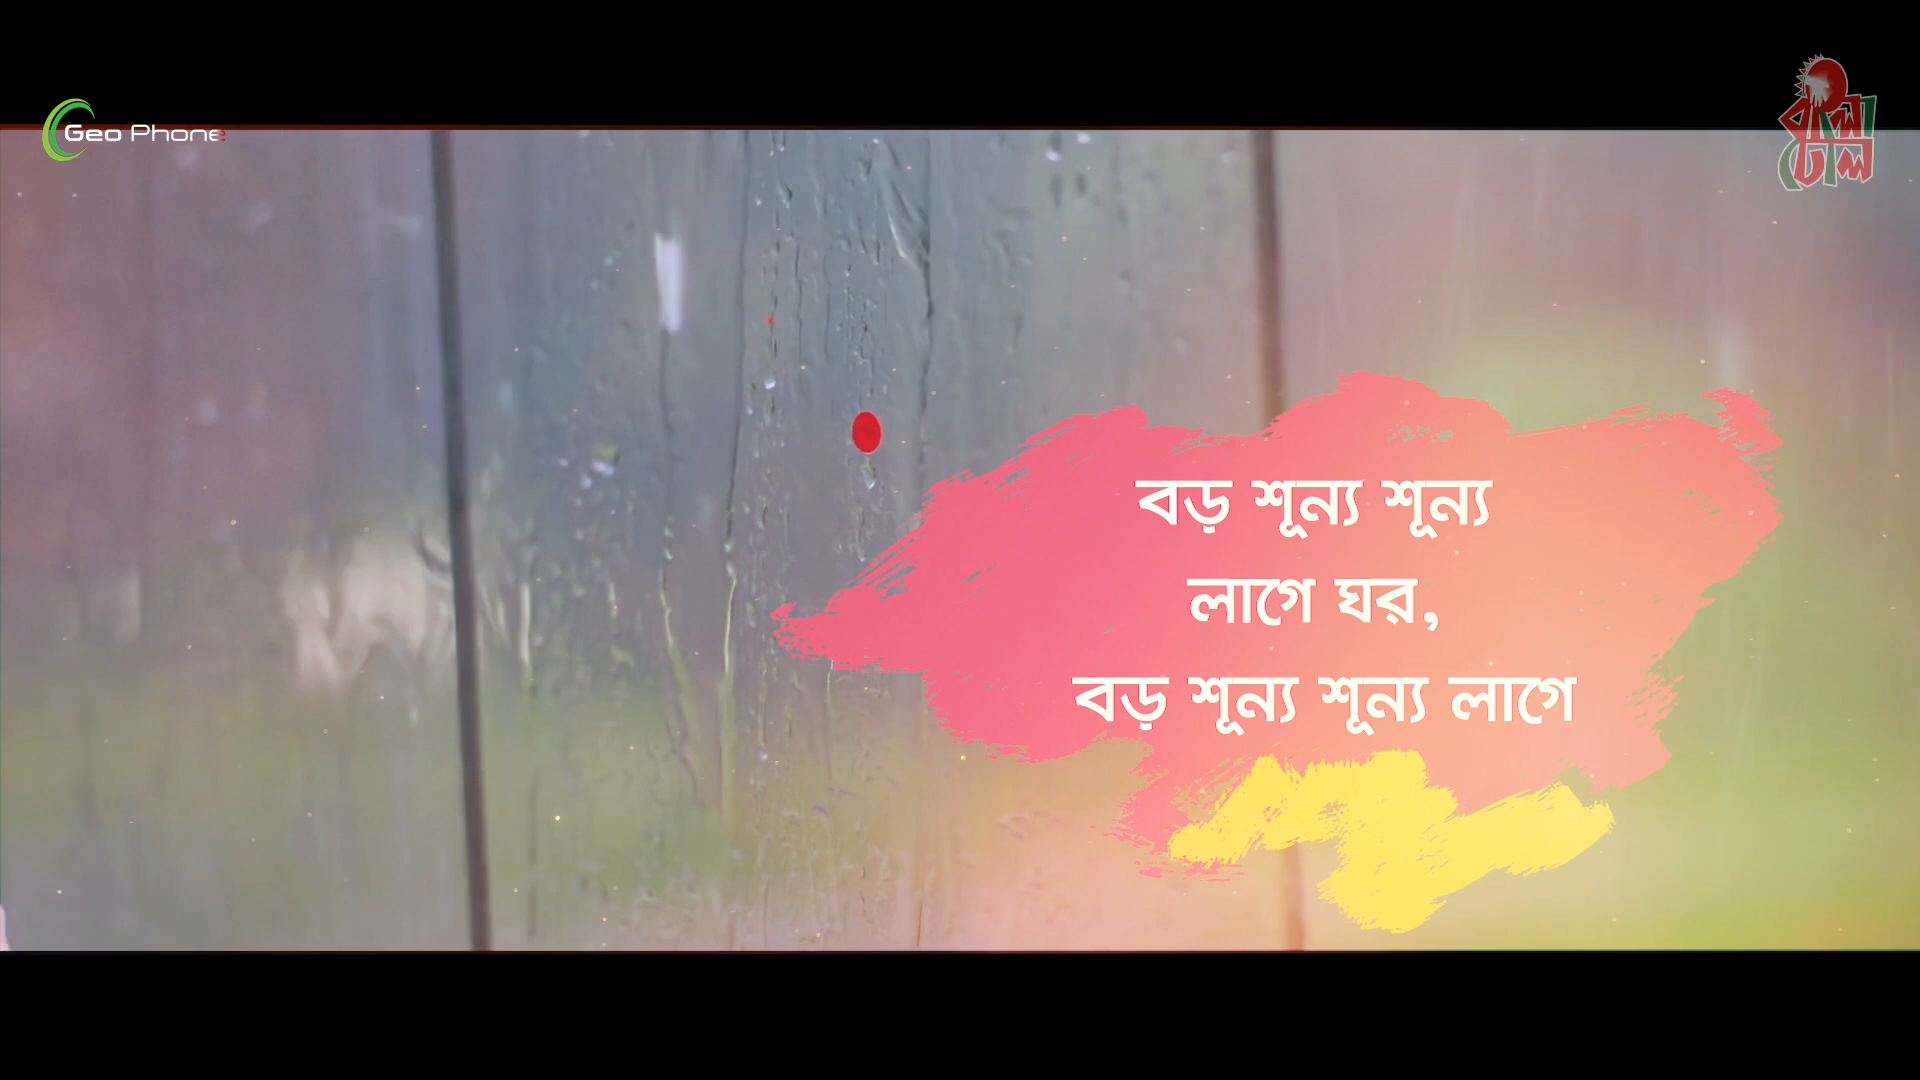 Geo Phone
বাংলা
ঢোল
বড় শূন্য শূন্য
লাগে ঘর,
বড় শূন্য শূন্য লাগে